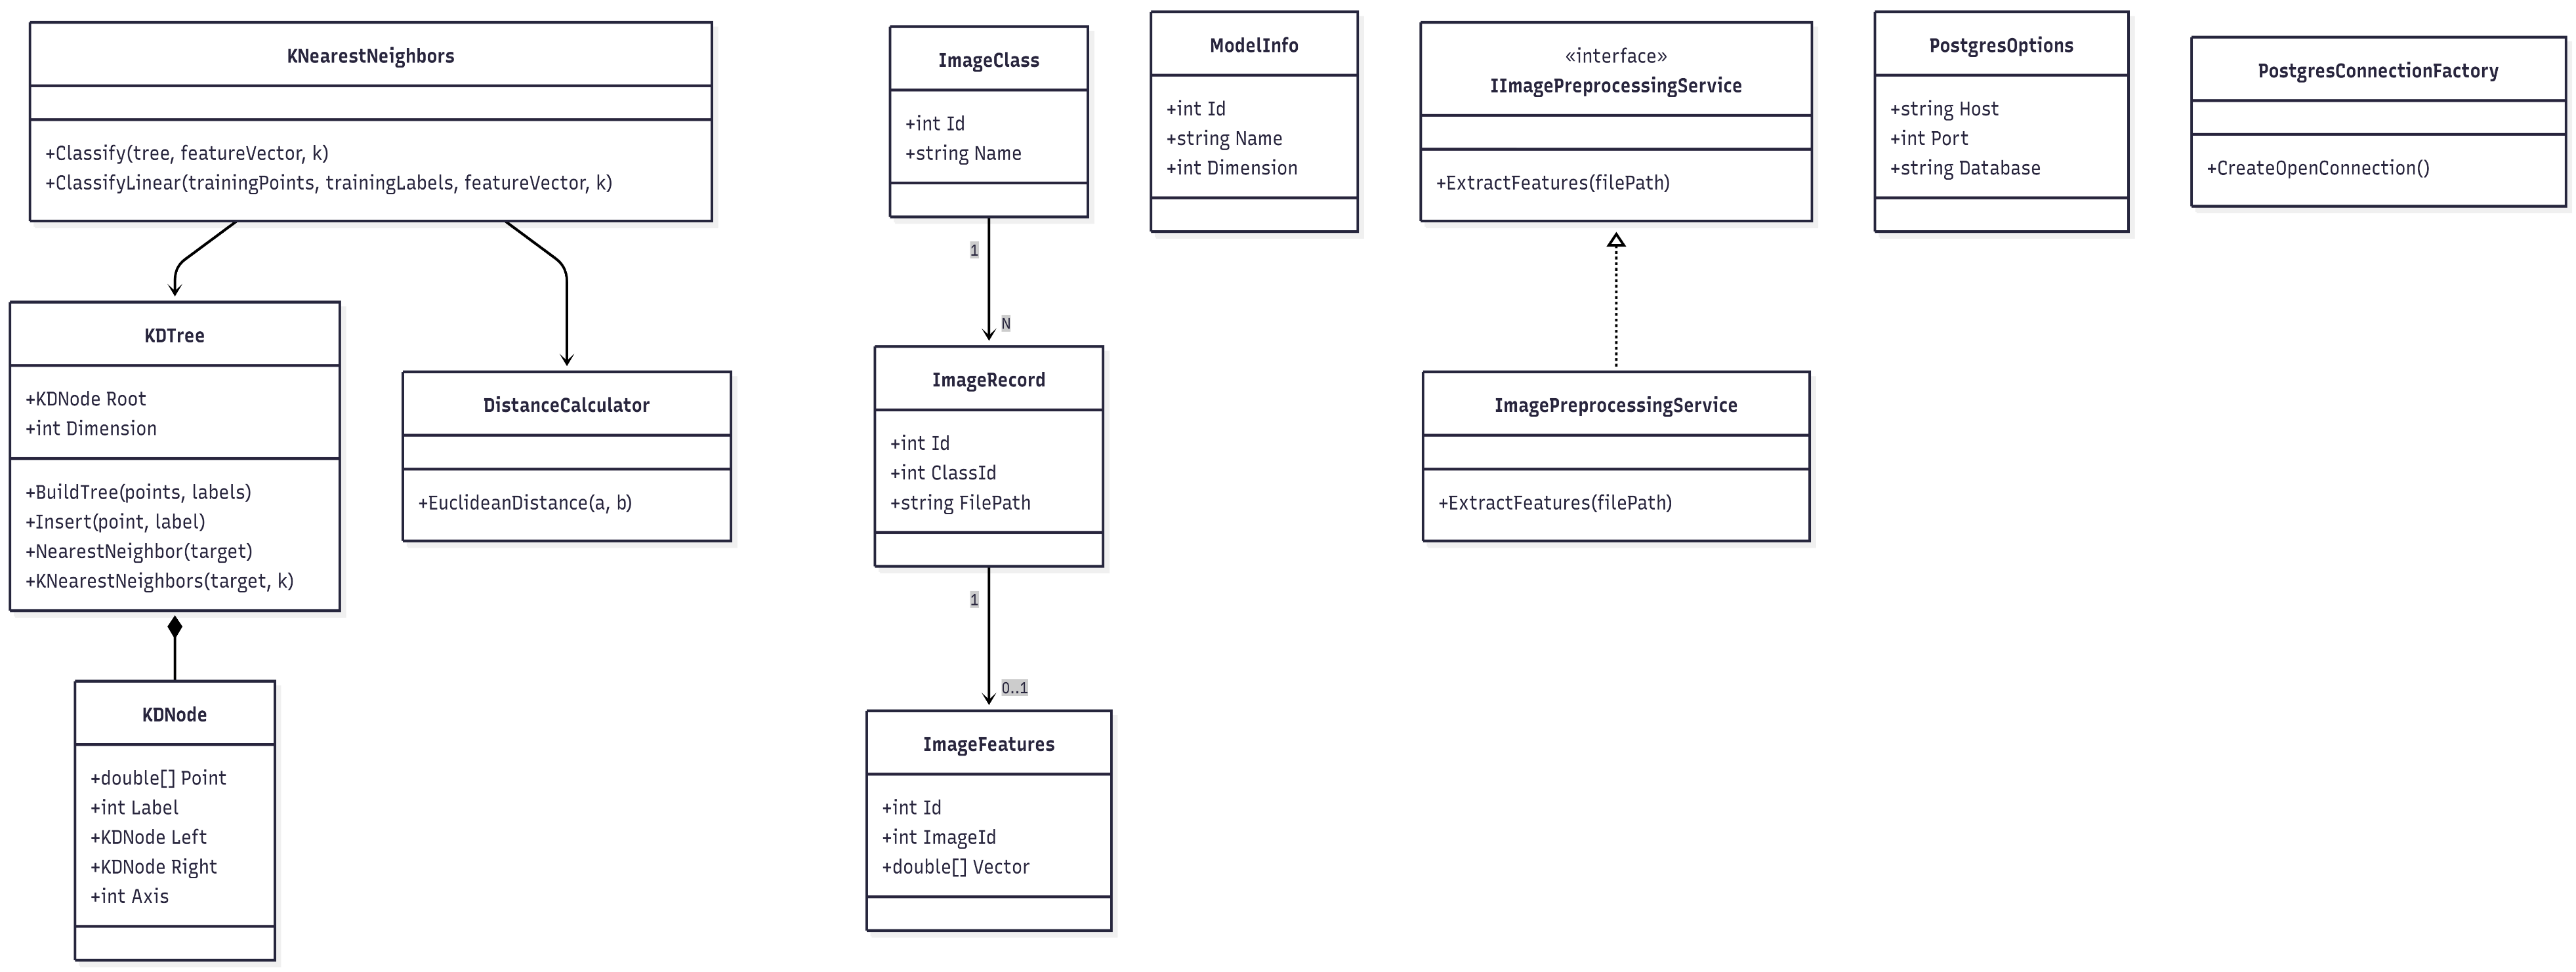 KNearestNeighbors
+Classify(tree, featureVector, k)
+ClassifyLinear(trainingPoints, trainingLabels, featureVector, k)
KDTree
+KDNode Root
+int Dimension
+BuildTree(points, labels)
+Insert(point, label)
+NearestNeighbor(target)
+KNearestNeighbors(target, k)
DistanceCalculator
+EuclideanDistance(a, b)
KDNode
+double[] Point
+int Label
+KDNode Left
+KDNode Right
+int Axis
ImageClass
+int Id
+string Name
1
N
ImageRecord
+int Id
+int ClassId
+string FilePath
1
0..1
ImageFeatures
+int Id
+int ImageId
+double[] Vector
ModelInfo
+int Id
+string Name
+int Dimension
«interface»
IImagePreprocessingService
+ExtractFeatures(filePath)
ImagePreprocessingService
+ExtractFeatures(filePath)
PostgresOptions
+string Host
+int Port
+string Database
PostgresConnectionFactory
+CreateOpenConnection()